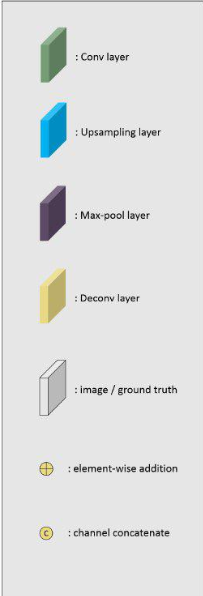 : Conv layer
: Upsampling layer
: Max-pool layer
: Deconv layer
: image / ground truth
: element-wise addition
C : channel concatenate